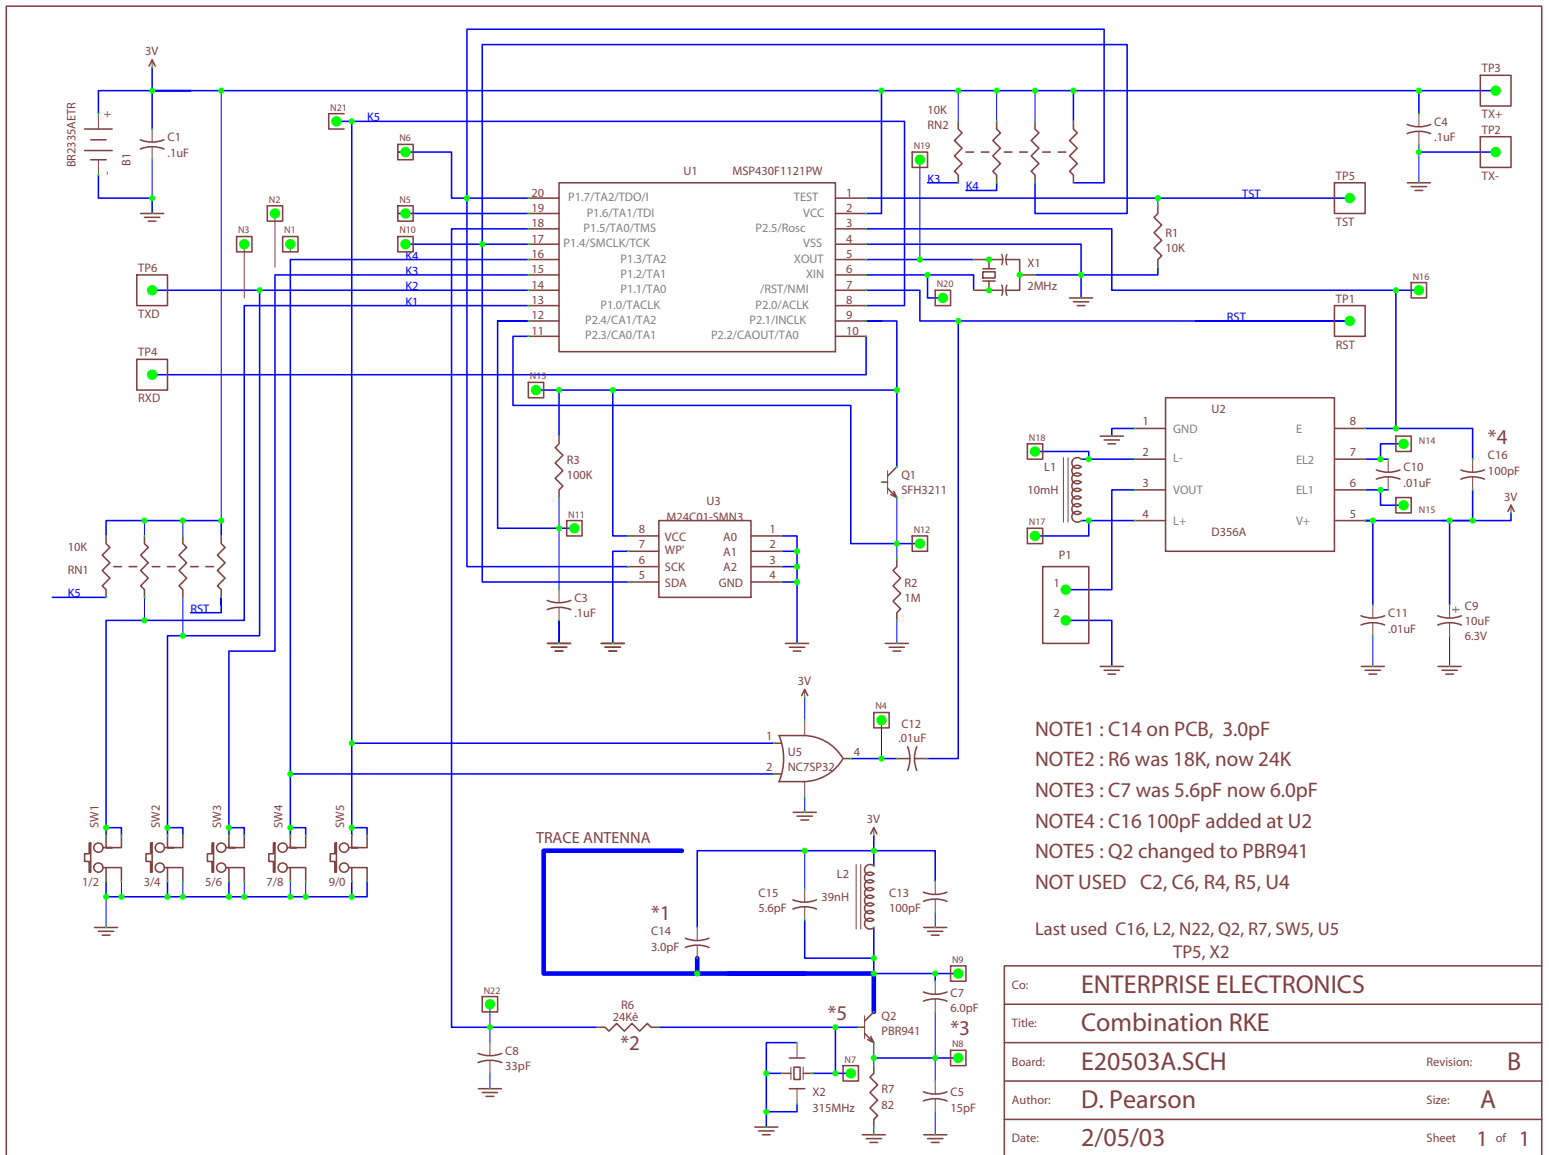 3V
BR2335AETR
+
-
B1
C1
.1uF
N21
K5
N6
N5
N10
N2
N3
N1
TP6
TXD
TP4
RXD
K4
K3
K2
K1
U1 MSP430F1121PW
20 P1.7/TA2/TDO/I
19 P1.6/TA1/TDI
18 P1.5/TA0/TMS
17 P1.4/SMCLK/TCK
16 P1.3/TA2
15 P1.2/TA1
14 P1.1/TA0
13 P1.0/TACLK
12 P2.4/CA1/TA2
11 P2.3/CA0/TA1
TEST 1
VCC 2
P2.5/Rosc 3
VSS 4
XOUT 5
XIN 6
/RST/NMI 7
P2.0/ACLK 8
P2.1/INCLK 9
P2.2/CAOUT/TA0 10
10K
RN2
N19
K3
K4
N20
X1
2MHz
R1
10K
TST
TP5
TST
C4
.1uF
TP3
TX+
TP2
TX-
N16
RST
TP1
RST
N13
R3
100K
N11
C3
.1uF
U3
M24C01-SMN3
8 VCC
7 WP'
6 SCK
5 SDA
A0 1
A1 2
A2 3
GND 4
Q1
SFH3211
N12
R2
1M
U2
1 GND
2 L-
3 VOUT
4 L+
E 8
EL2 7
EL1 6
V+ 5
D356A
N18
L1
10mH
N17
P1
1
2
N14
C10
.01uF
N15
*4
C16
100pF
3V
C11
.01uF
+
C9
10uF
6.3V
10K
RN1
K5
RST
3V
1
2
U5
NC7SP32
4
N4
C12
.01uF
SW1
1/2
SW2
3/4
SW3
5/6
SW4
7/8
SW5
9/0
TRACE ANTENNA
3V
*1
C14
3.0pF
C15
5.6pF
L2
39nH
C13
100pF
N9
C7
6.0pF
*3
N8
N22
C8
33pF
R6
24Kê
*2
*5
Q2
PBR941
N7
X2
315MHz
R7
82
C5
15pF
NOTE1 : C14 on PCB, 3.0pF
NOTE2 : R6 was 18K, now 24K
NOTE3 : C7 was 5.6pF now 6.0pF
NOTE4 : C16 100pF added at U2
NOTE5 : Q2 changed to PBR941
NOT USED C2, C6, R4, R5, U4
Last used C16, L2, N22, Q2, R7, SW5, U5
TP5, X2
Co: ENTERPRISE ELECTRONICS
Title: Combination RKE
Board: E20503A.SCH Revision: B
Author: D. Pearson Size: A
Date: 2/05/03 Sheet 1 of 1